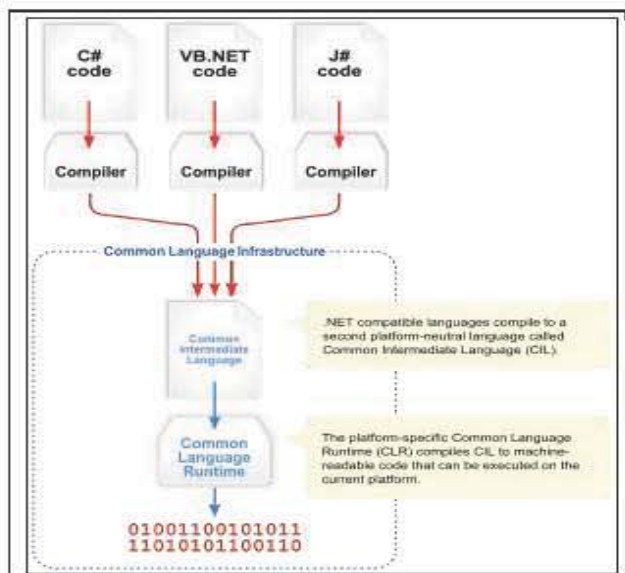 C#
code
VB.NET
code
J#
code
Compiler
Compiler
Compiler
Common Language Infrastructure
Common
Intermediate
Language
.NET compatible languages compile to a
second platform-neutral language called
Common Intermediate Language (CIL).
Common
Language
Runtime
The platform-specific Common Language
Runtime (CLR) compiles CIL to machine-
readable code that can be executed on the
current platform.
01001100101011
11010101100110